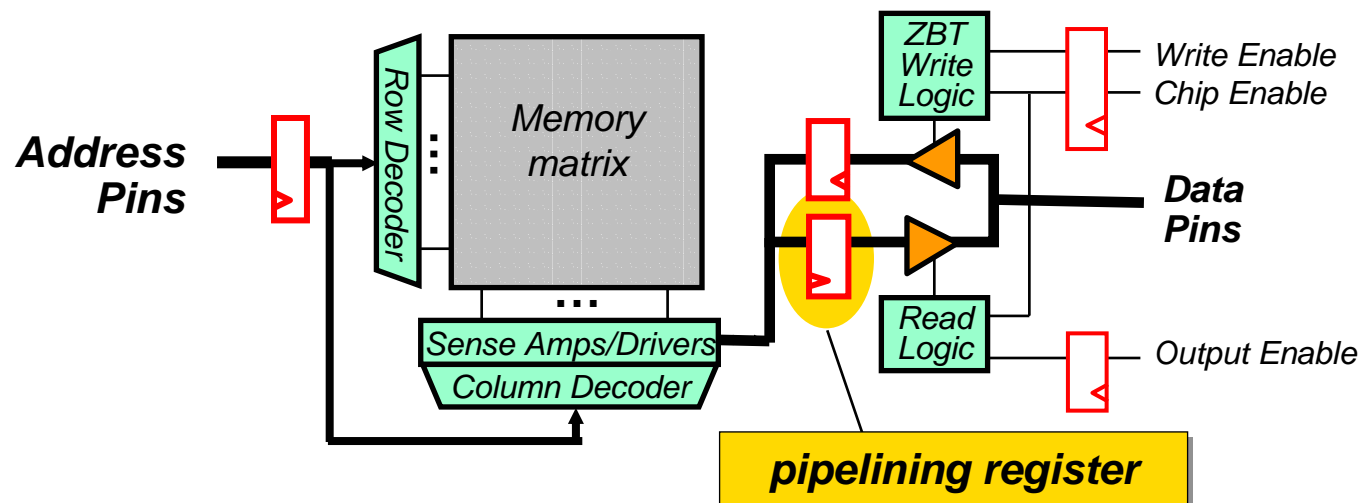 Address
Pins
Row Decoder
...
Memory
matrix
...
Sense Amps/Drivers
Column Decoder
ZBT
Write
Logic
Read
Logic
Write Enable
Chip Enable
Data
Pins
Output Enable
pipelining register